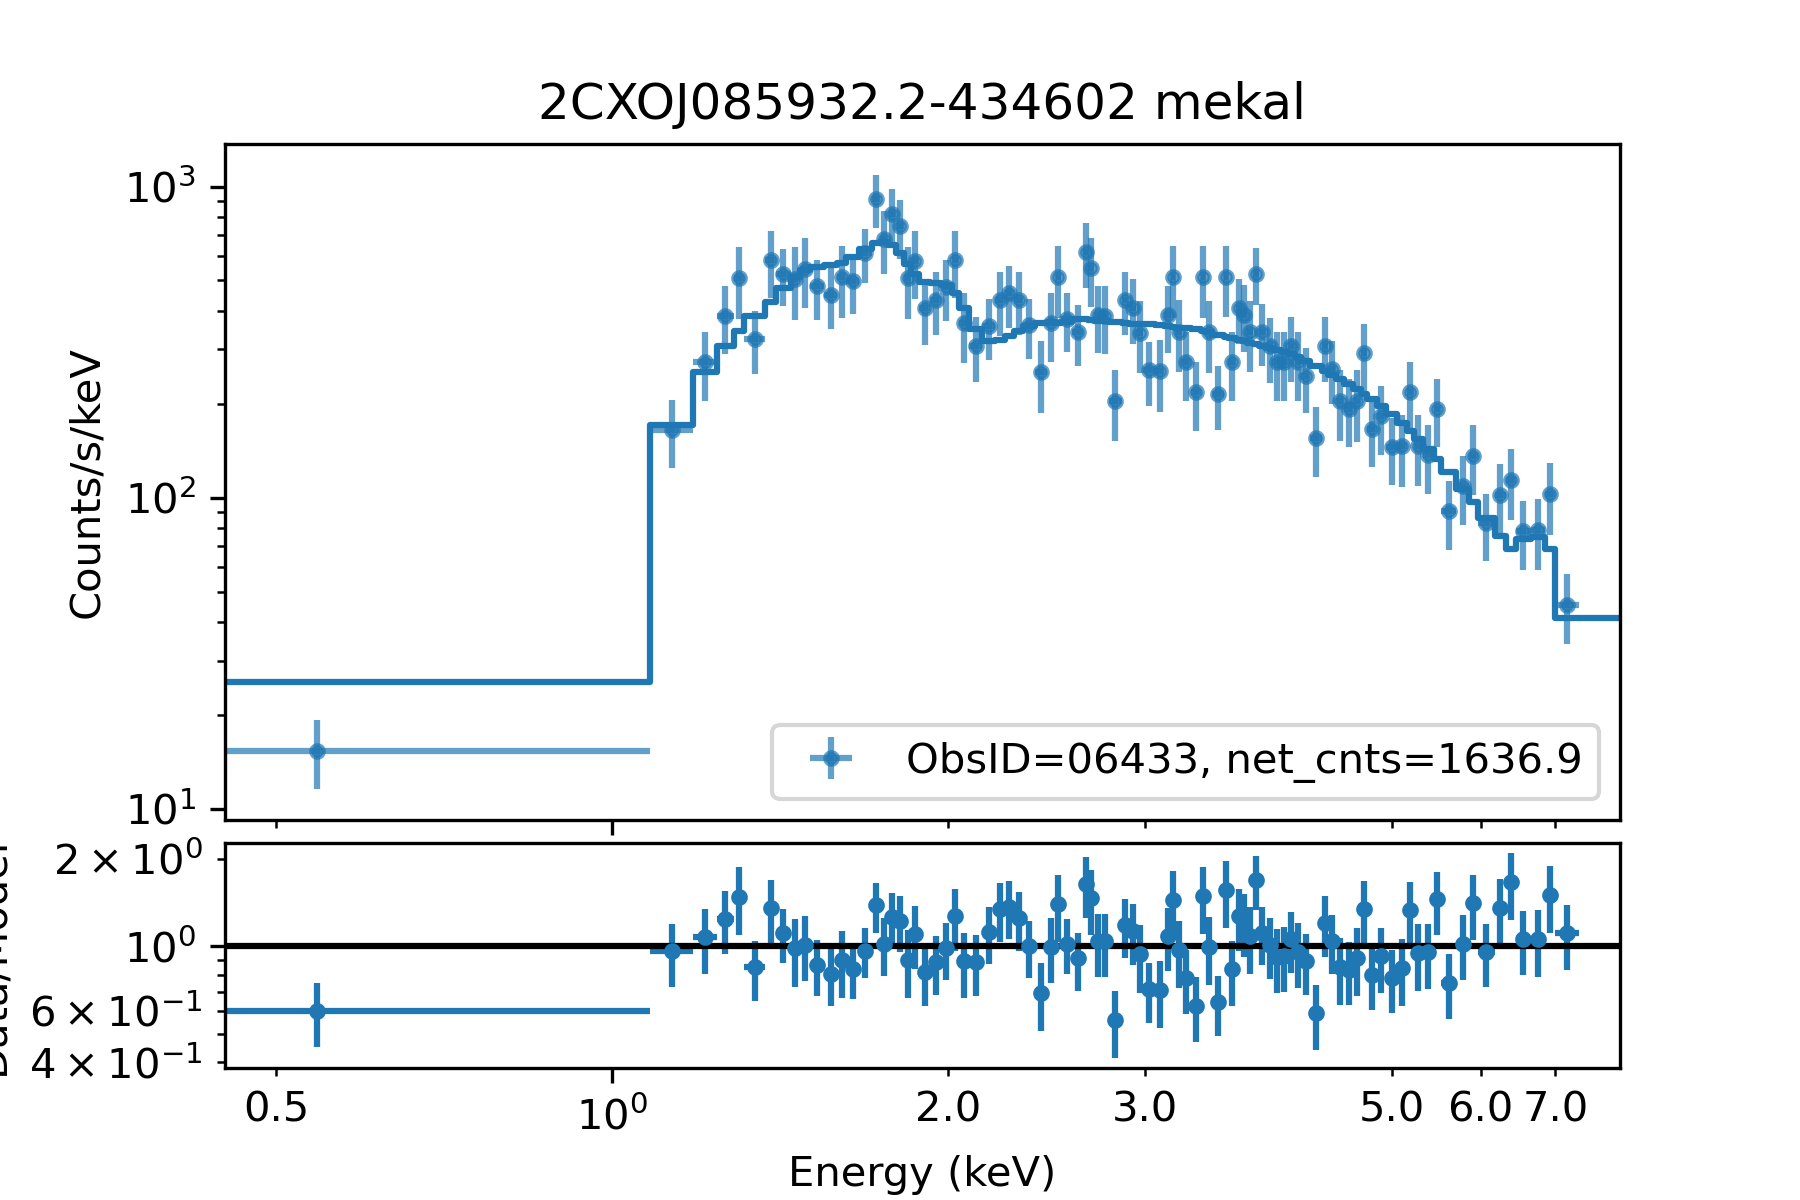 2CXOJ085932.2-434602 mekal
10³
10²
10¹
Counts/s/keV
ObsID=06433, net_cnts=1636.9
2 × 10⁰
10⁰
6 × 10⁻¹
4 × 10⁻¹
0.5 10⁰ 2.0 3.0 5.0 6.0 7.0
Energy (keV)